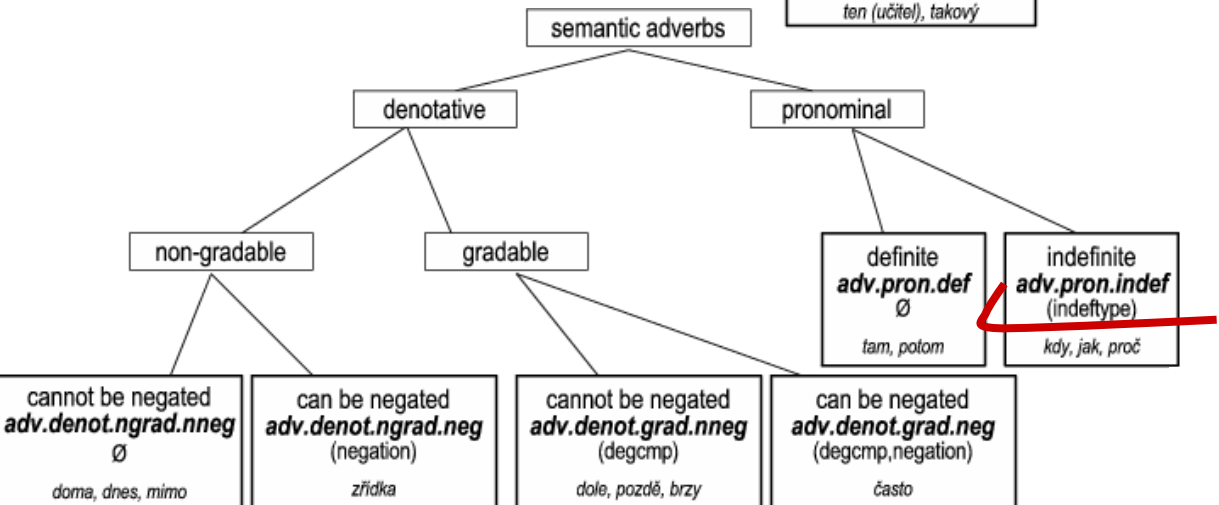 ten (učitel), takový
semantic adverbs
denotative
pronominal
non-gradable
gradable
definite
adv.pron.def
Ø
tam, potom
indefinite
adv.pron.indef
(indeftype)
kdy, jak, proč
cannot be negated
adv.denot.ngrad.nneg
Ø
doma, dnes, mimo
can be negated
adv.denot.ngrad.neg
(negation)
zřídka
cannot be negated
adv.denot.grad.nneg
(degcmp)
dole, pozdě, brzy
can be negated
adv.denot.grad.neg
(degcmp,negation)
často